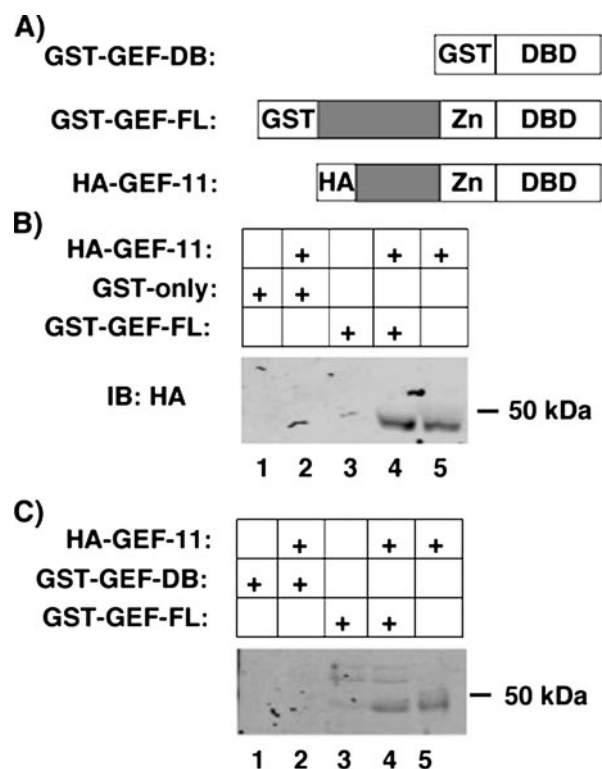 A)
GST-GEF-DB: GST DBD
GST-GEF-FL: GST Zn DBD
HA-GEF-11: HA Zn DBD
B)
HA-GEF-11: + + +
GST-only: + +
GST-GEF-FL: + +
IB: HA
50 kDa
1 2 3 4 5
C)
HA-GEF-11: + + +
GST-GEF-DB: + +
GST-GEF-FL: + +
50 kDa
1 2 3 4 5